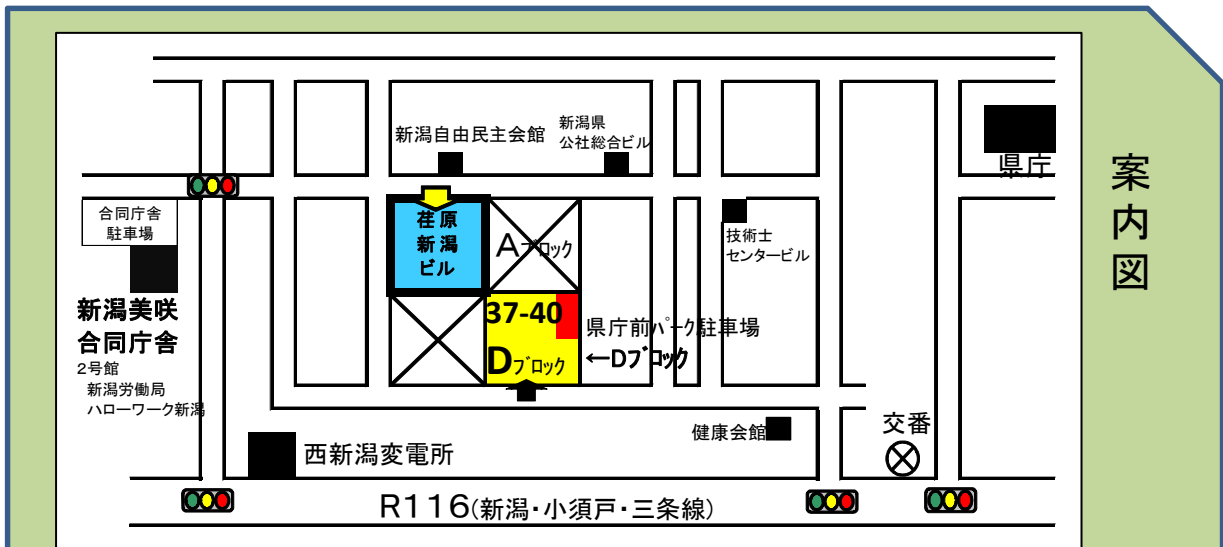 案内図
新潟自由民主会館
新潟県
公社総合ビル
県庁
合同庁舎
駐車場
荏原
新潟
ビル
Aブロック
技術士
センタービル
新潟美咲
合同庁舎
2号館
新潟労働局
ハローワーク新潟
37-40
Dブロック
県庁前パーク駐車場
←Dブロック
西新潟変電所
健康会館
交番
R116(新潟・小須戸・三条線)